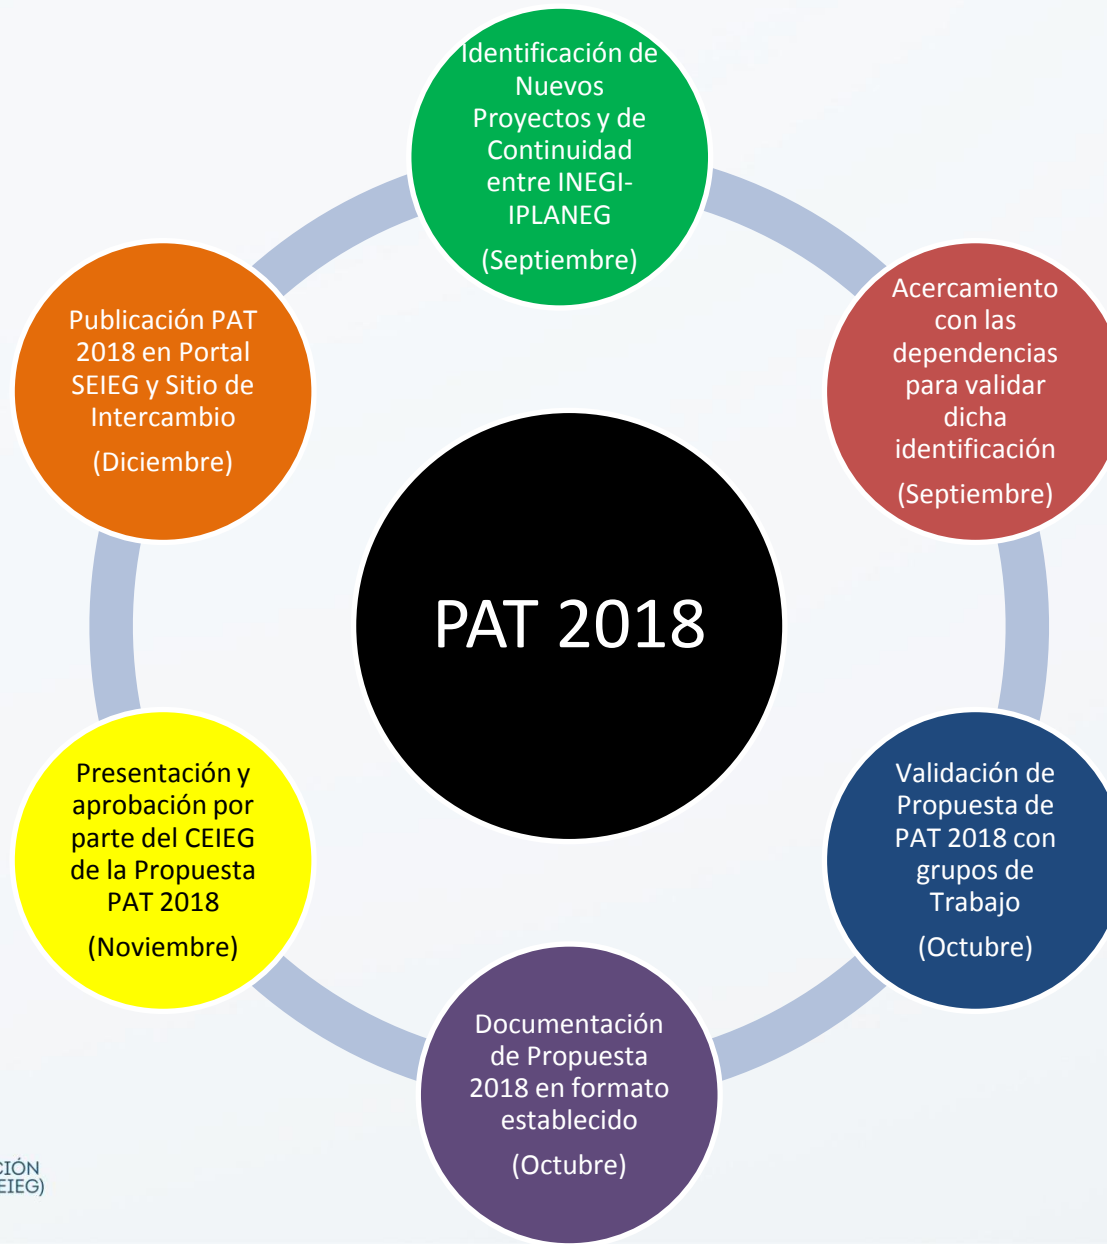 Identificación de
Nuevos
Proyectos y de
Continuidad
entre INEGI-
IPLANEG
(Septiembre)
Acercamiento
con las
dependencias
para validar
dicha
identificación
(Septiembre)
Validación de
Propuesta de
PAT 2018 con
grupos de
Trabajo
(Octubre)
Documentación
de Propuesta
2018 en formato
establecido
(Octubre)
Presentación y
aprobación por
parte del CEIEG
de la Propuesta
PAT 2018
(Noviembre)
Publicación PAT
2018 en Portal
SEIEG y Sitio de
Intercambio
(Diciembre)
PAT 2018
CIÓN
EIEG)